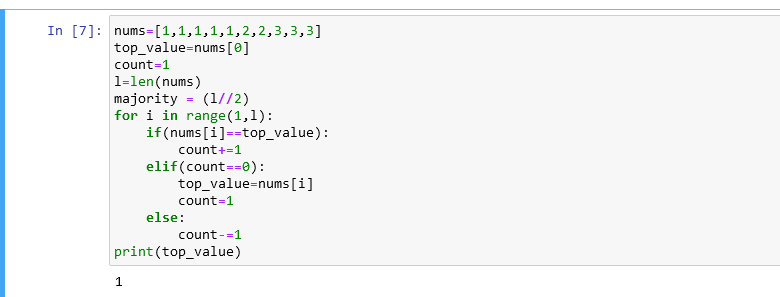 In [7]: nums=[1,1,1,1,1,2,2,3,3,3]
top_value=nums[0]
count=1
l=len(nums)
majority = (l//2)
for i in range(1,l):
    if(nums[i]==top_value):
        count+=1
    elif(count==0):
        top_value=nums[i]
        count=1
    else:
        count-=1
print(top_value)
1